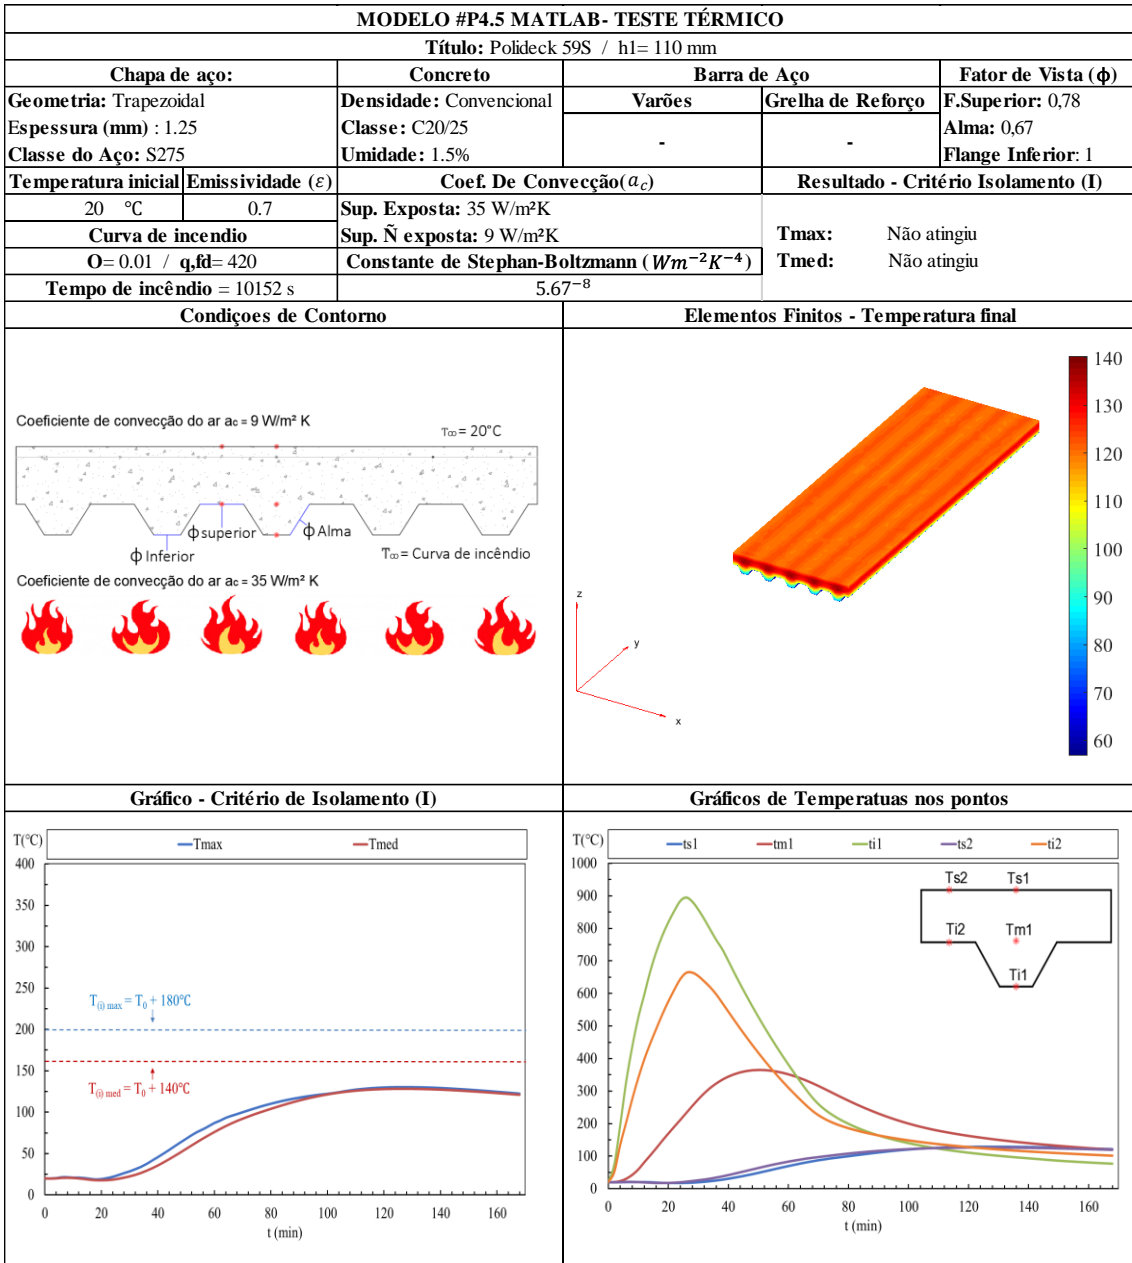 MODELO #P4.5 MATLAB- TESTE TÉRMICO
Título: Polideck 59S / h1= 110 mm
Chapa de aço:
Concreto
Barra de Aço
Fator de Vista (ϕ)
Geometria: Trapezoidal
Densidade: Convencional
Varões
Grelha de Reforço
F.Superior: 0,78
Espessura (mm) : 1.25
Classe: C20/25
-
-
Alma: 0,67
Classe do Aço: S275
Umidade: 1.5%
Flange Inferior: 1
Temperatura inicial
Emissividade (ε)
Coef. De Convecção(a_c)
Resultado - Critério Isolamento (I)
20 °C
0.7
Sup. Exposta: 35 W/m²K
Curva de incendio
Sup. Ñ exposta: 9 W/m²K
Tmax: Não atingiu
O= 0.01 / q,fd= 420
Constante de Stephan-Boltzmann (Wm⁻²K⁻⁴)
Tmed: Não atingiu
Tempo de incêndio = 10152 s
5.67⁻⁸
Condiçoes de Contorno
Elementos Finitos - Temperatura final
Coeficiente de convecção do ar ac = 9 W/m² K
T∞= 20°C
ϕ superior
ϕ Alma
ϕ Inferior
T∞= Curva de incêndio
Coeficiente de convecção do ar ac = 35 W/m² K
z
y
x
140
130
120
110
100
90
80
70
60
Gráfico - Critério de Isolamento (I)
Gráficos de Temperatuas nos pontos
T(°C)
Tmax
Tmed
400
350
300
250
200
150
100
50
0
T(i) max = T0 + 180℃
T(i) med = T0 + 140℃
0 20 40 60 80 100 120 140 160
t (min)
T(°C)
ts1
tm1
ti1
ts2
ti2
1000
900
800
700
600
500
400
300
200
100
0
Ts2
Ts1
Ti2
Tm1
Ti1
0 20 40 60 80 100 120 140 160
t (min)